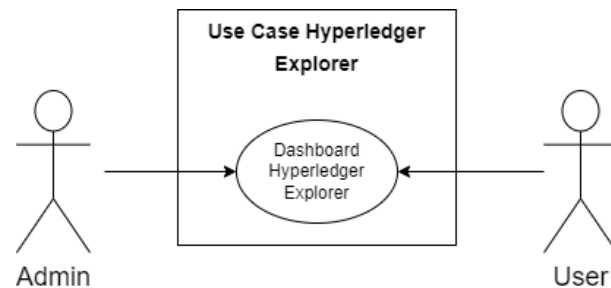 Use Case Hyperledger
Explorer
Dashboard
Hyperledger
Explorer
Admin
User